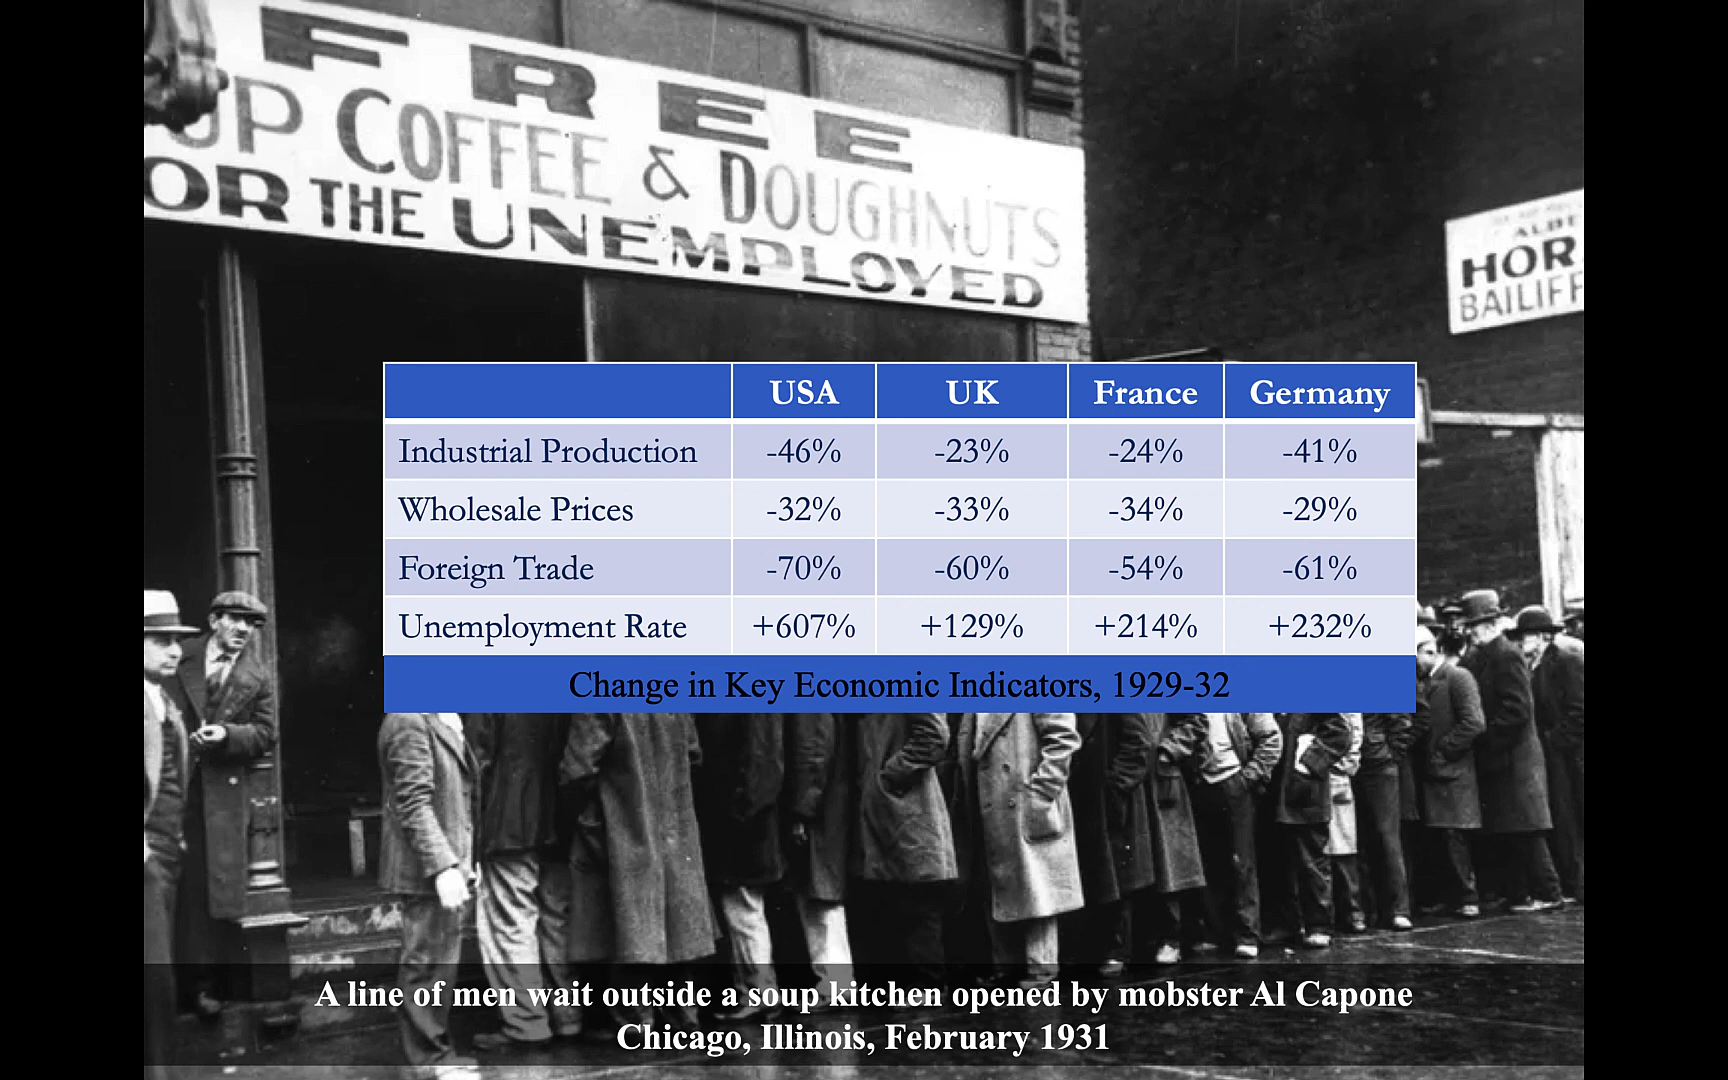 FREE
UP COFFEE & DOUGHNUTS
OR THE UNEMPLOYED
ALBE
HOR
BAILIFF
USA UK France Germany
Industrial Production -46% -23% -24% -41%
Wholesale Prices -32% -33% -34% -29%
Foreign Trade -70% -60% -54% -61%
Unemployment Rate +607% +129% +214% +232%
Change in Key Economic Indicators, 1929-32
A line of men wait outside a soup kitchen opened by mobster Al Capone
Chicago, Illinois, February 1931